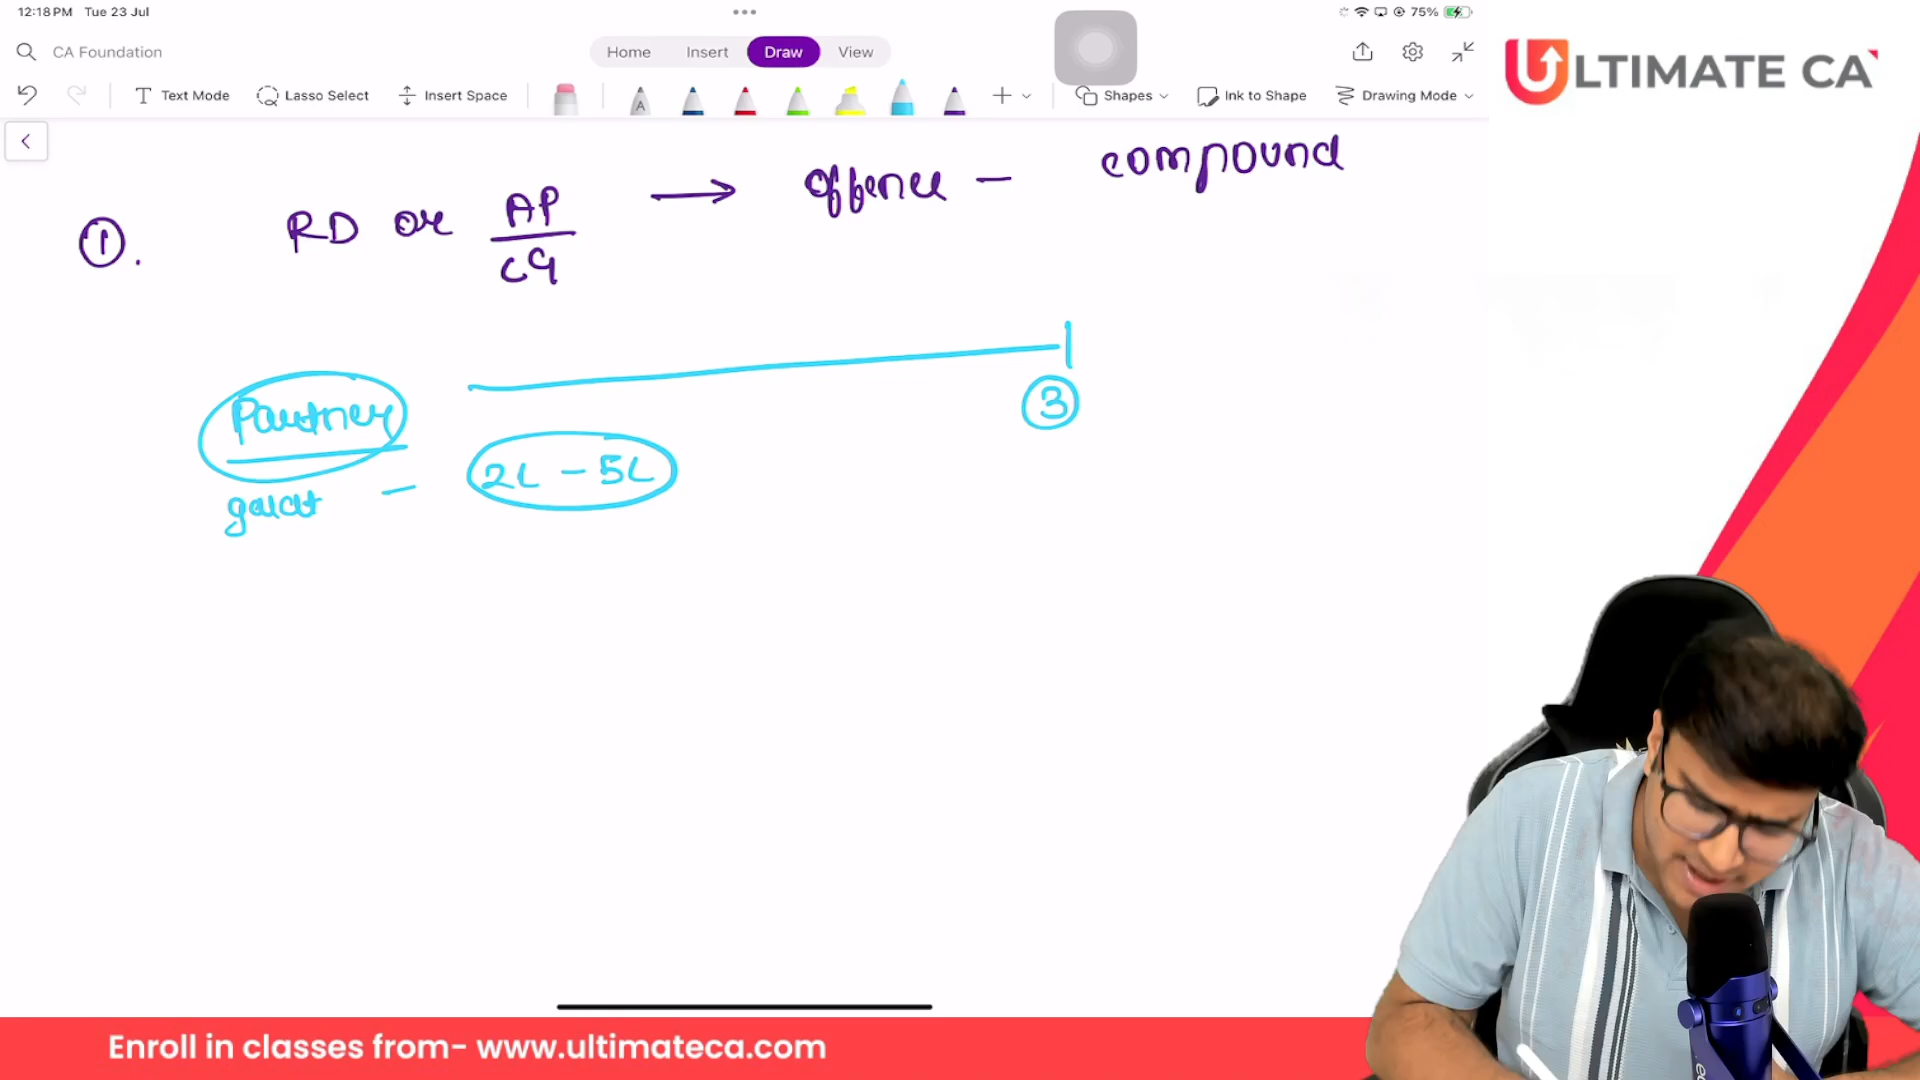 12:18 PM Tue 23 Jul
75%
CA Foundation
Home Insert Draw View
Text Mode Lasso Select Insert Space
A
Shapes Ink to Shape Drawing Mode
ULTIMATE CA
①. RD or AP → offence - compound
CG
3
Partner
galat - 2L - 5L
Enroll in classes from- www.ultimateca.com